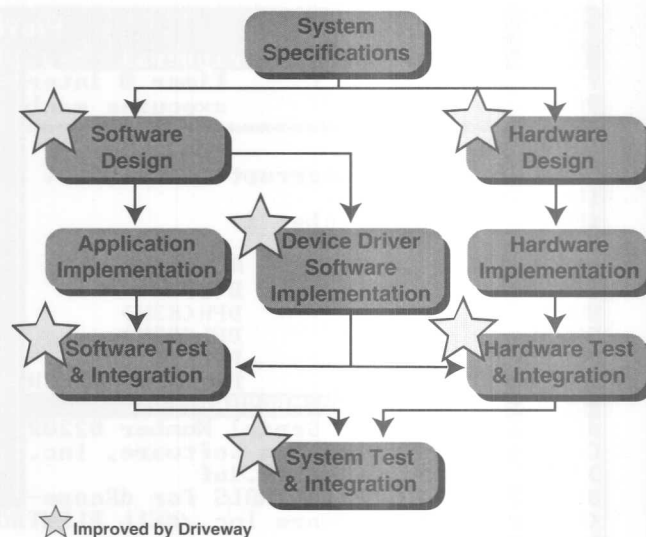 System
Specifications
Software
Design
Hardware
Design
Application
Implementation
Device Driver
Software
Implementation
Hardware
Implementation
Software Test
& Integration
Hardware Test
& Integration
System Test
& Integration
Improved by Driveway